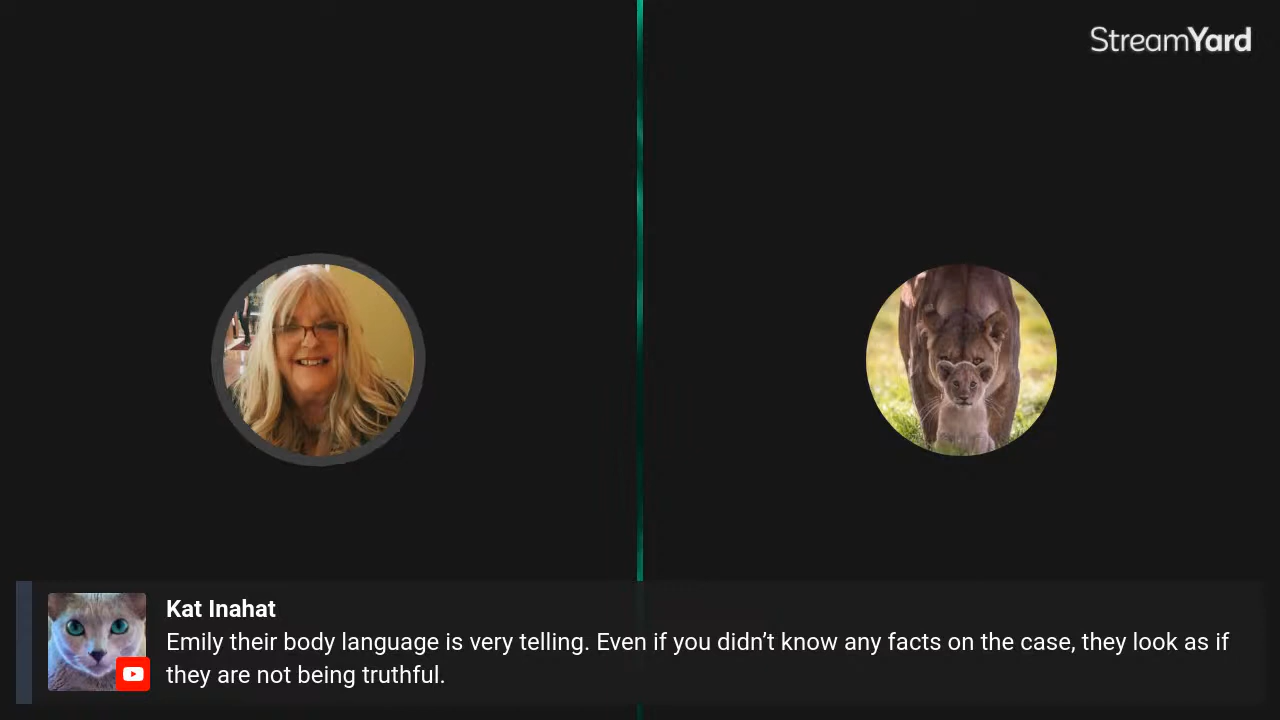 StreamYard
Kat Inahat
Emily their body language is very telling. Even if you didn’t know any facts on the case, they look as if
they are not being truthful.